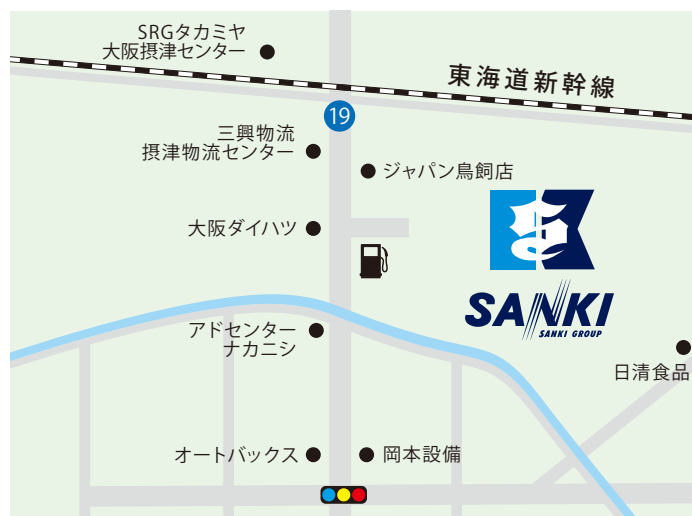 SRGタカミヤ
大阪摂津センター
東海道新幹線
19
三興物流
摂津物流センター
ジャパン鳥飼店
大阪ダイハツ
SANKI
SANKI GROUP
アドセンター
ナカニシ
日清食品
オートバックス
岡本設備